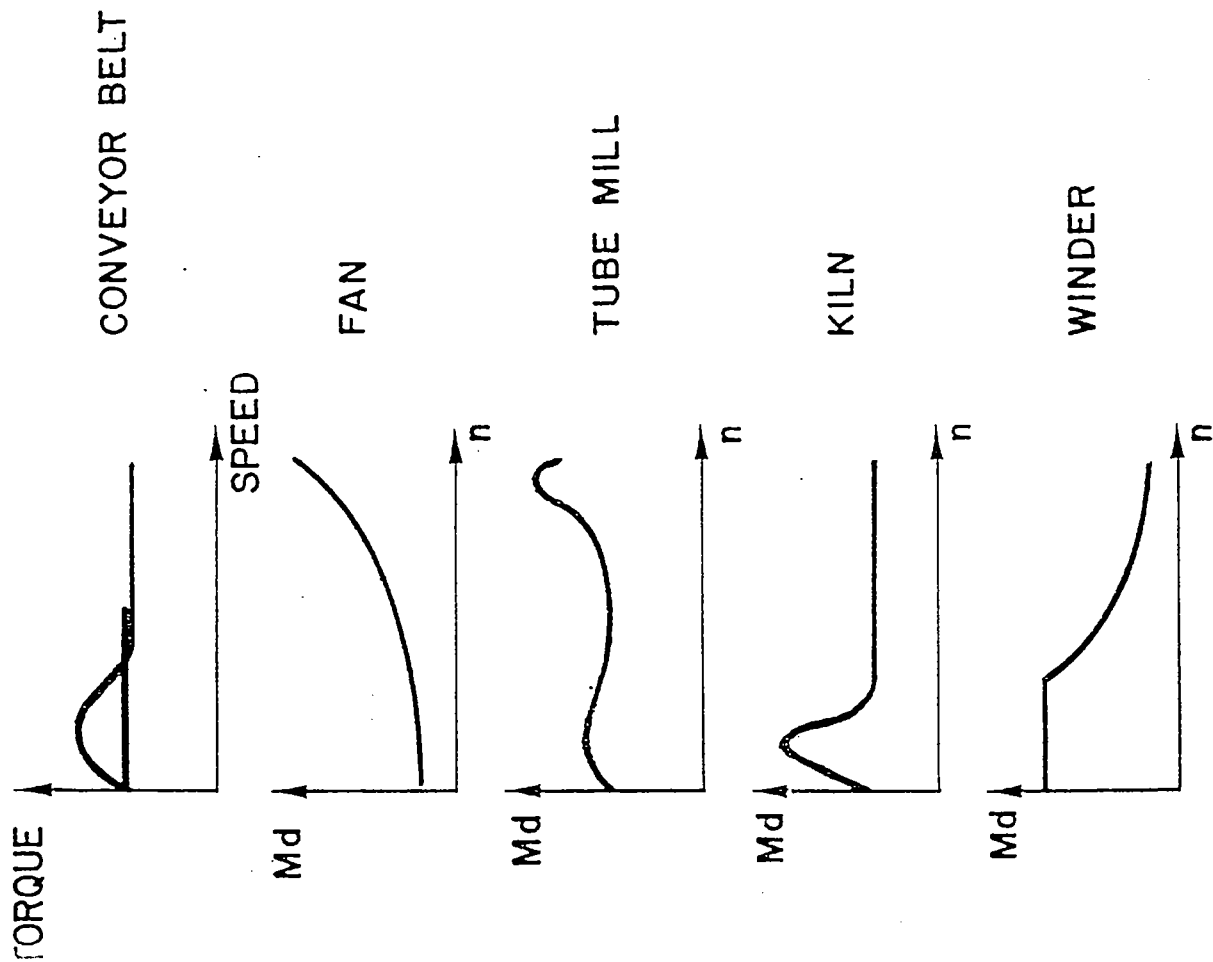 TORQUE
CONVEYOR BELT
SPEED
Md
FAN
n
Md
TUBE MILL
n
Md
KILN
n
Md
WINDER
n